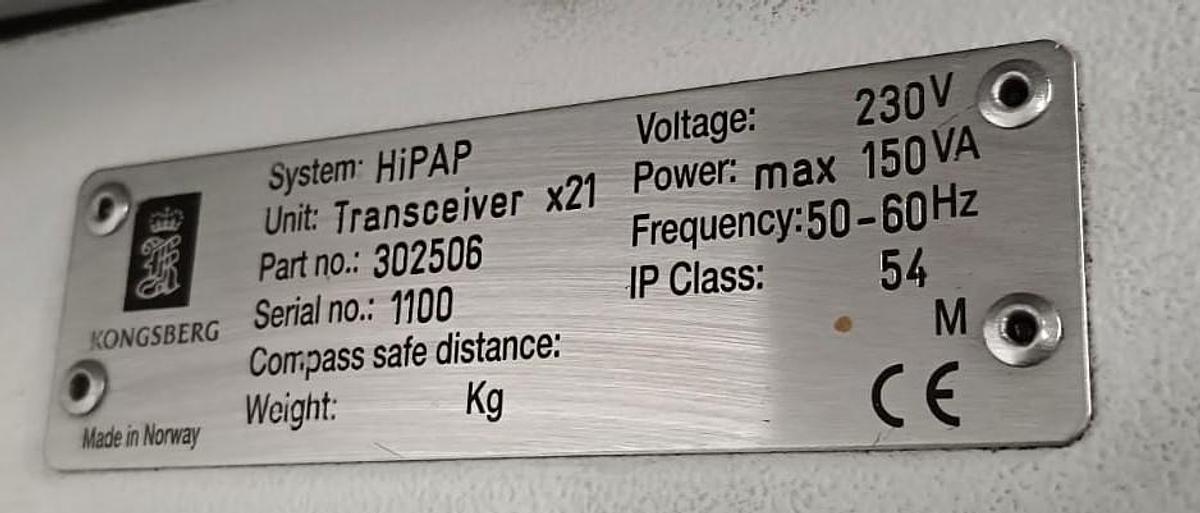 KONGSBERG
Made in Norway
System: HiPAP
Unit: Transceiver x21
Part no.: 302506
Serial no.: 1100
Compass safe distance: M
Weight: Kg
Voltage: 230V
Power: max 150VA
Frequency: 50-60Hz
IP Class: 54
CE